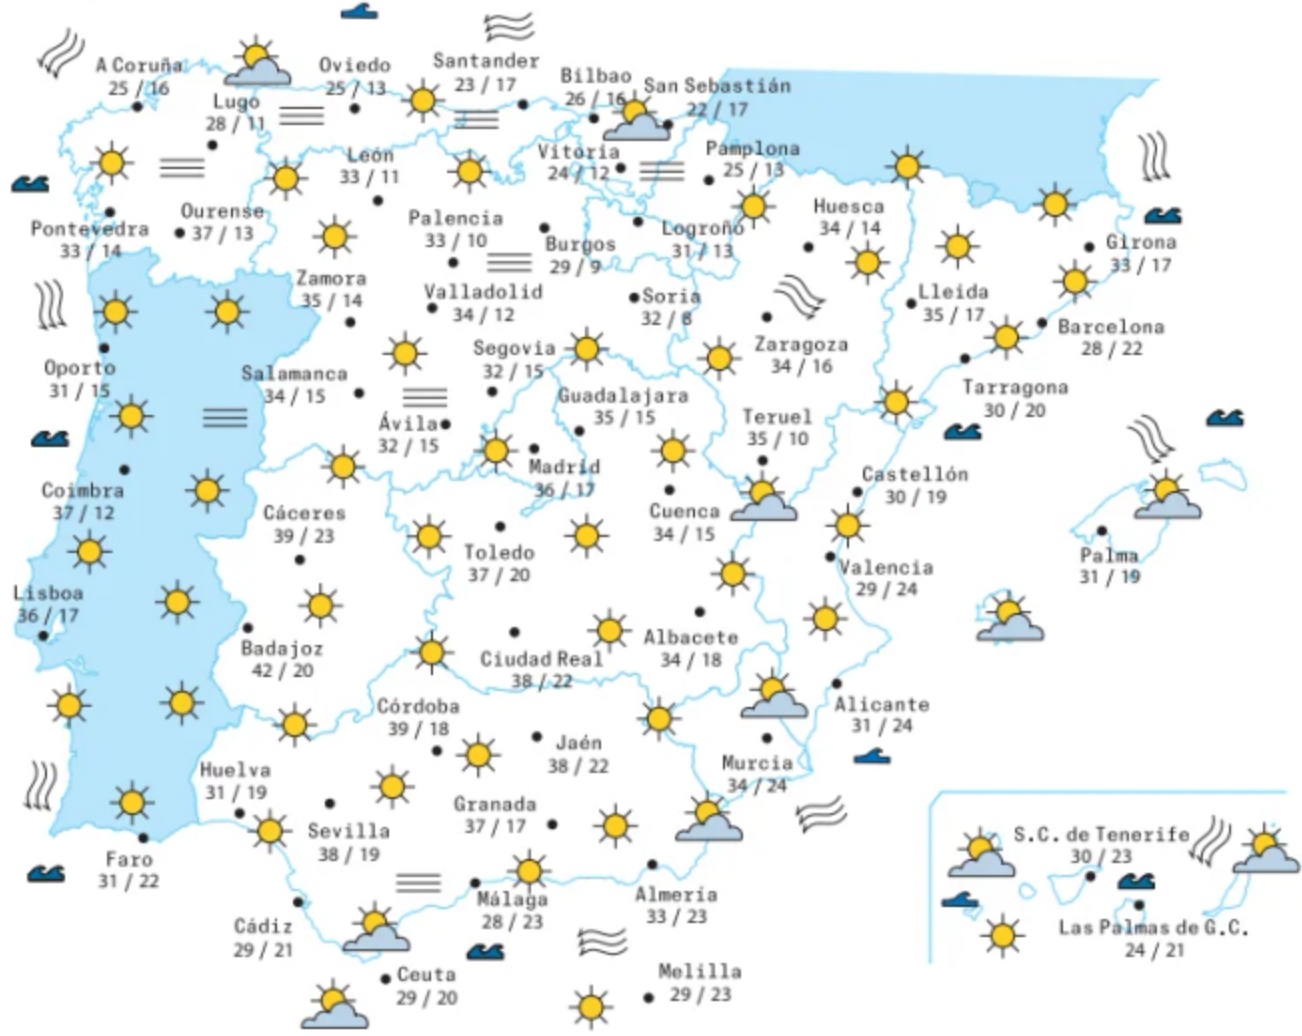 A Coruña
25 / 16
Oviedo
25 / 13
Santander
23 / 17
Bilbao
26 / 16
San Sebastián
22 / 17
Lugo
28 / 11
León
33 / 11
Vitoria
24 / 12
Pamplona
25 / 13
Pontevedra
33 / 14
Ourense
37 / 13
Palencia
33 / 10
Burgos
29 / 9
Logroño
31 / 13
Huesca
34 / 14
Girona
33 / 17
Zamora
35 / 14
Valladolid
34 / 12
Soria
32 / 8
Lleida
35 / 17
Barcelona
28 / 22
Oporto
31 / 15
Salamanca
34 / 15
Segovia
32 / 15
Zaragoza
34 / 16
Guadalajara
35 / 15
Tarragona
30 / 20
Ávila
32 / 15
Teruel
35 / 10
Madrid
36 / 17
Coimbra
37 / 12
Cáceres
39 / 23
Cuenca
34 / 15
Castellón
30 / 19
Toledo
37 / 20
Palma
31 / 19
Valencia
29 / 24
Lisboa
36 / 17
Badajoz
42 / 20
Ciudad Real
38 / 22
Albacete
34 / 18
Córdoba
39 / 18
Jaén
38 / 22
Alicante
31 / 24
Murcia
34 / 24
Huelva
31 / 19
Sevilla
38 / 19
Granada
37 / 17
Faro
31 / 22
Málaga
28 / 23
Almería
33 / 23
Cádiz
29 / 21
Ceuta
29 / 20
Melilla
29 / 23
S.C. de Tenerife
30 / 23
Las Palmas de G.C.
24 / 21